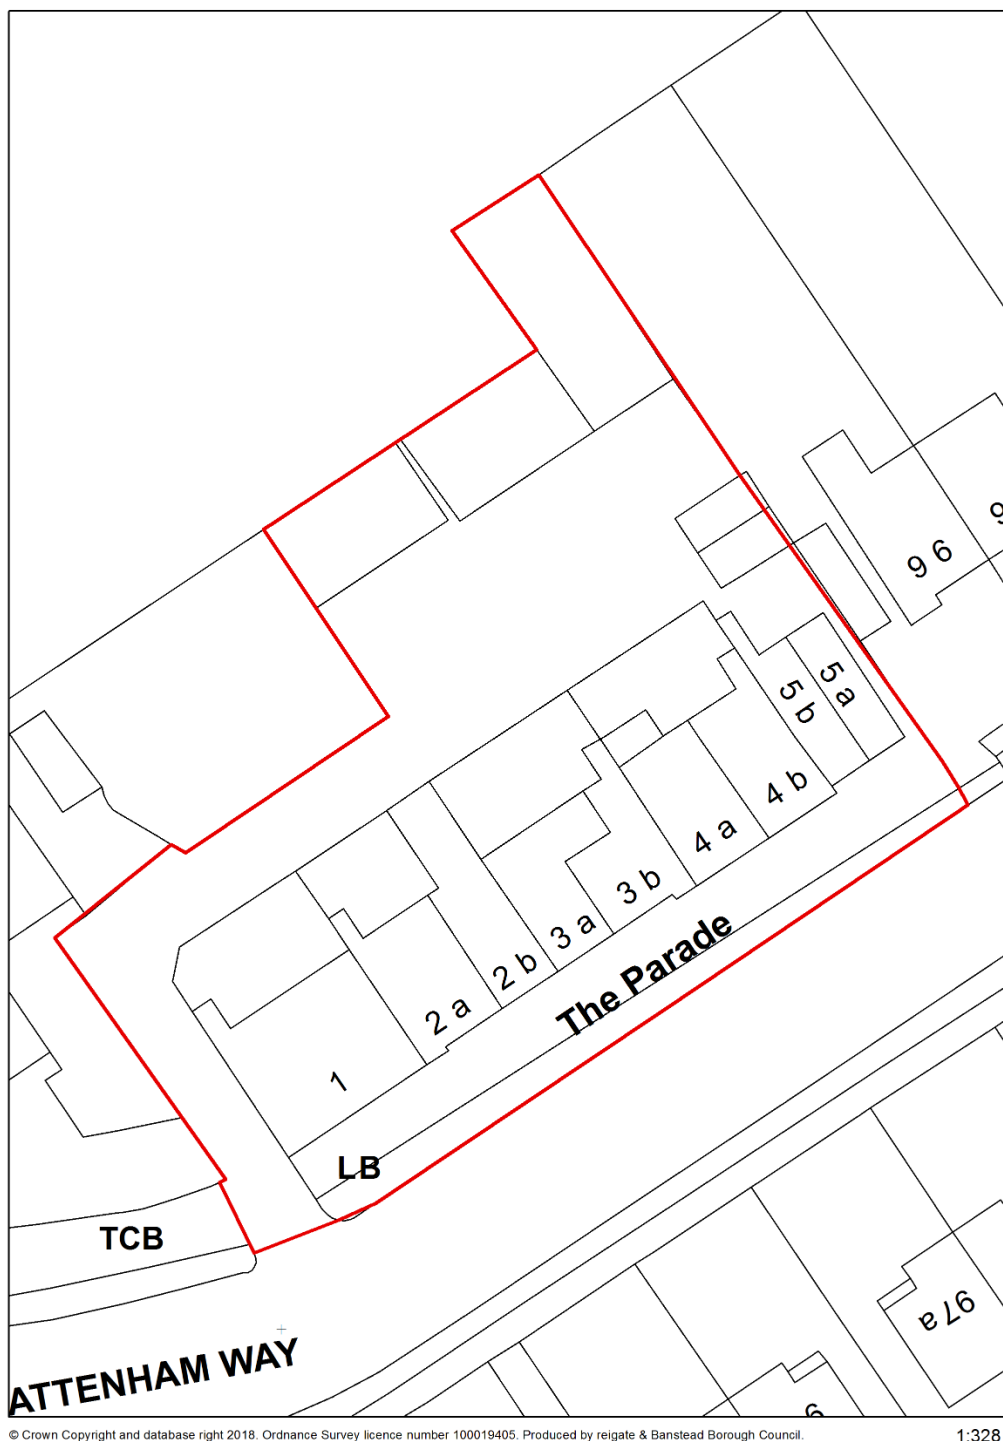 9
9 6
5 a
5 b
4 b
4 a
3 b
3 a
2 b
2 a
1
The Parade
LB
TCB
97a
ATTENHAM WAY
© Crown Copyright and database right 2018. Ordnance Survey licence number 100019405. Produced by reigate & Banstead Borough Council.
1:328